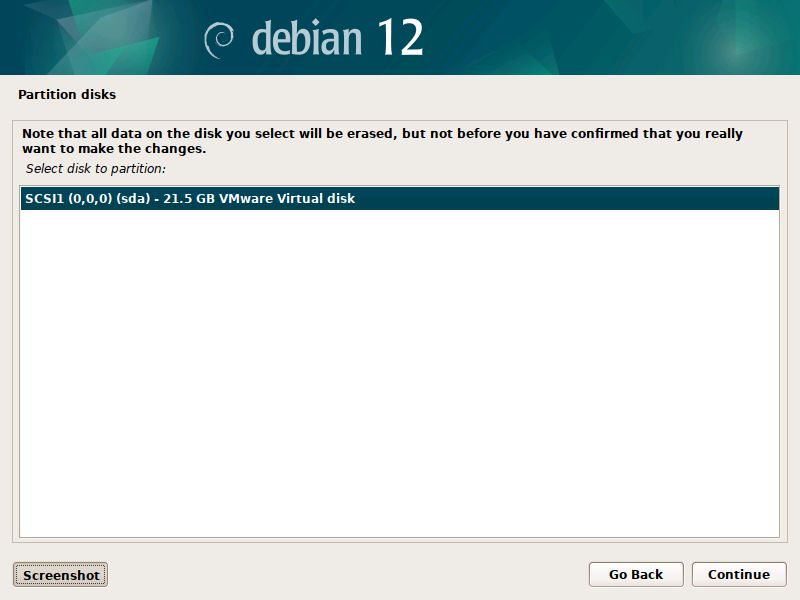 debian 12
Partition disks
Note that all data on the disk you select will be erased, but not before you have confirmed that you really
want to make the changes.
Select disk to partition:
SCSI1 (0,0,0) (sda) - 21.5 GB VMware Virtual disk
Screenshot
Go Back
Continue